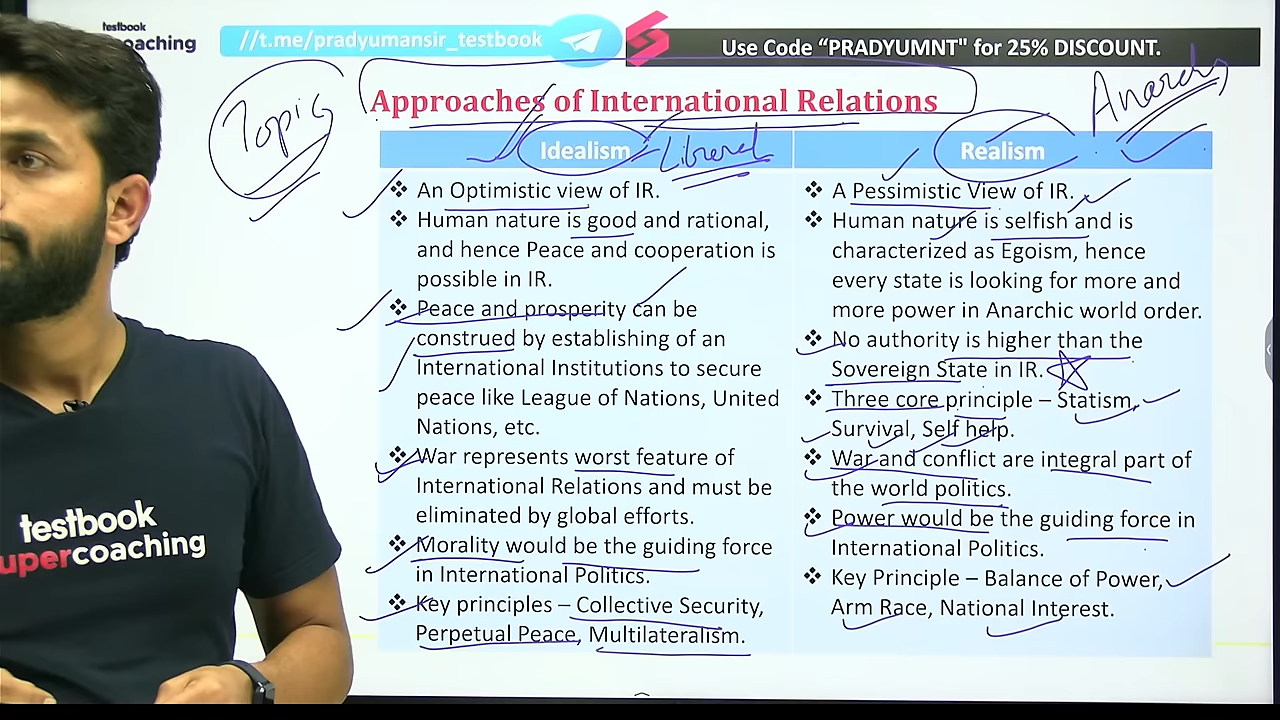 testbook
coaching
//t.me/pradyumansir_testbook
Use Code “PRADYUMNT" for 25% DISCOUNT.
Topic
Approaches of International Relations
Anarchy
Idealism
Liberal
Realism
❖ An Optimistic view of IR.
❖ Human nature is good and rational,
and hence Peace and cooperation is
possible in IR.
❖ Peace and prosperity can be
construed by establishing of an
International Institutions to secure
peace like League of Nations, United
Nations, etc.
❖ War represents worst feature of
International Relations and must be
eliminated by global efforts.
❖ Morality would be the guiding force
in International Politics.
❖ Key principles – Collective Security,
Perpetual Peace, Multilateralism.
❖ A Pessimistic View of IR.
❖ Human nature is selfish and is
characterized as Egoism, hence
every state is looking for more and
more power in Anarchic world order.
❖ No authority is higher than the
Sovereign State in IR.
❖ Three core principle – Statism,
Survival, Self help.
❖ War and conflict are integral part of
the world politics.
❖ Power would be the guiding force in
International Politics.
❖ Key Principle – Balance of Power,
Arm Race, National Interest.
testbook
supercoaching